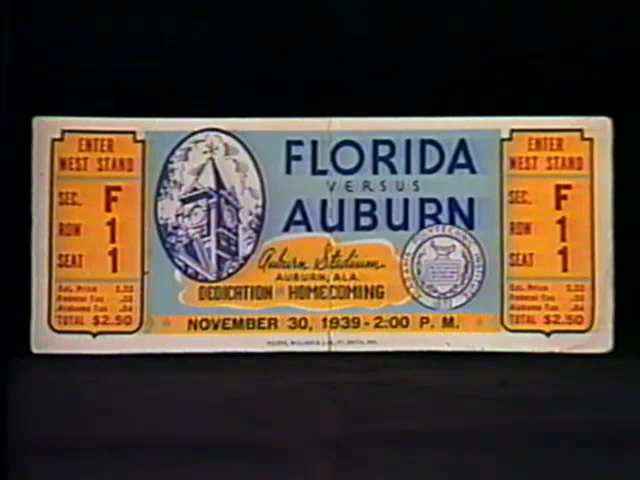 ENTER
WEST STAND
SEC. F
ROW 1
SEAT 1
TOTAL $2.50
FLORIDA
VERSUS
AUBURN
Auburn Stadium
AUBURN, ALA.
DEDICATION - HOMECOMING
NOVEMBER 30, 1939 - 2:00 P. M.
ENTER
WEST STAND
SEC. F
ROW 1
SEAT 1
TOTAL $2.50